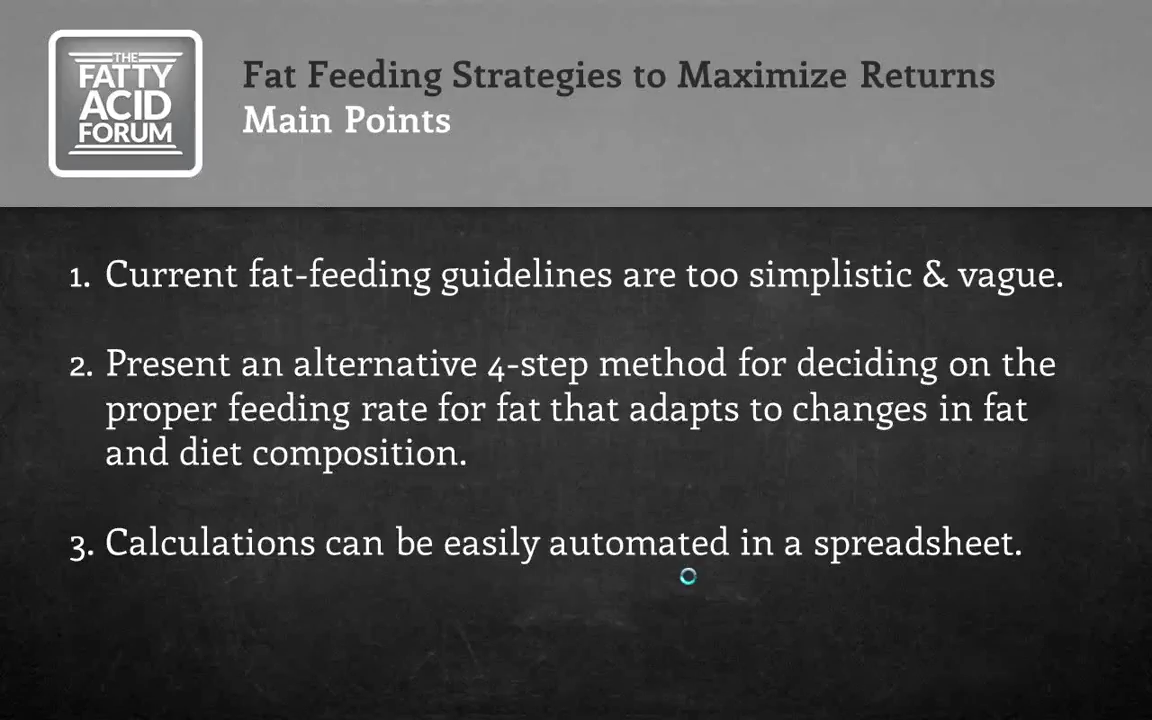 THE
FATTY
ACID
FORUM
Fat Feeding Strategies to Maximize Returns
Main Points
1. Current fat-feeding guidelines are too simplistic & vague.
2. Present an alternative 4-step method for deciding on the
proper feeding rate for fat that adapts to changes in fat
and diet composition.
3. Calculations can be easily automated in a spreadsheet.